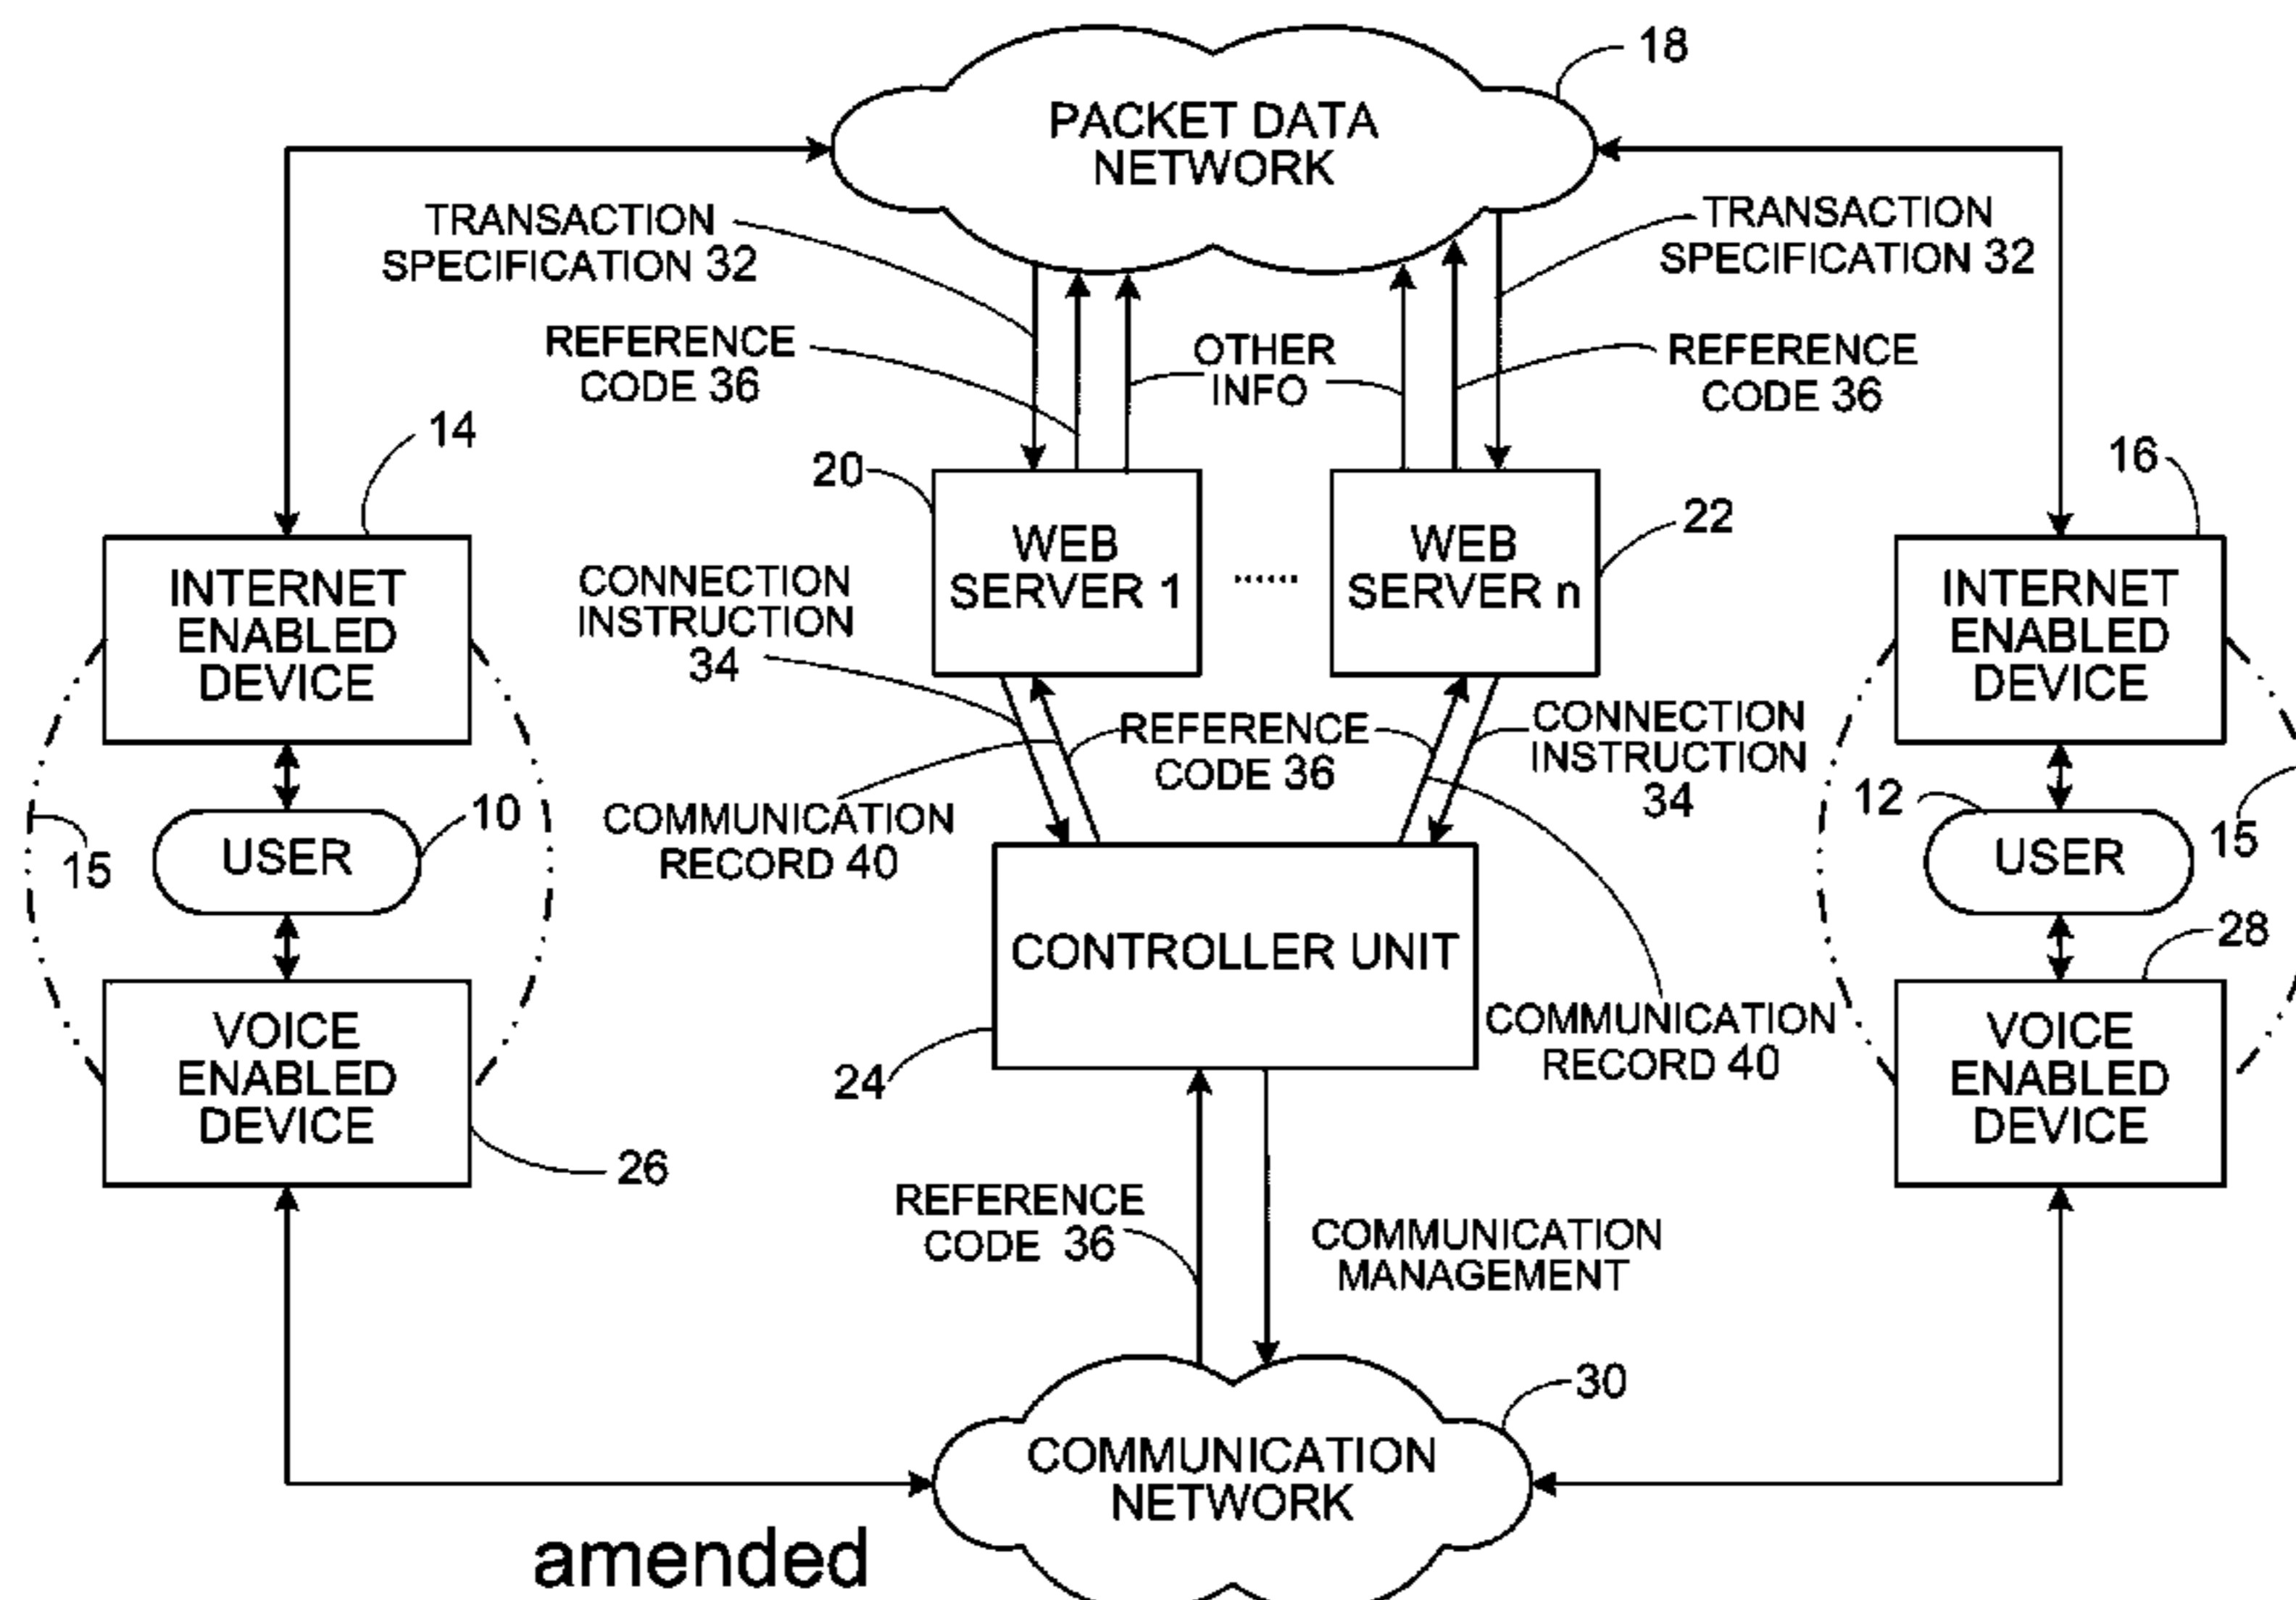 18
PACKET DATA
NETWORK
TRANSACTION
SPECIFICATION 32
TRANSACTION
SPECIFICATION 32
REFERENCE
CODE 36
OTHER
INFO
REFERENCE
CODE 36
14
20
16
22
INTERNET
ENABLED
DEVICE
CONNECTION
INSTRUCTION
34
WEB
SERVER 1
......
WEB
SERVER n
INTERNET
ENABLED
DEVICE
REFERENCE
CODE 36
CONNECTION
INSTRUCTION
34
10
12
15
USER
COMMUNICATION
RECORD 40
USER
15
CONTROLLER UNIT
28
VOICE
ENABLED
DEVICE
24
COMMUNICATION
RECORD 40
VOICE
ENABLED
DEVICE
26
REFERENCE
CODE 36
COMMUNICATION
MANAGEMENT
30
COMMUNICATION
NETWORK
amended